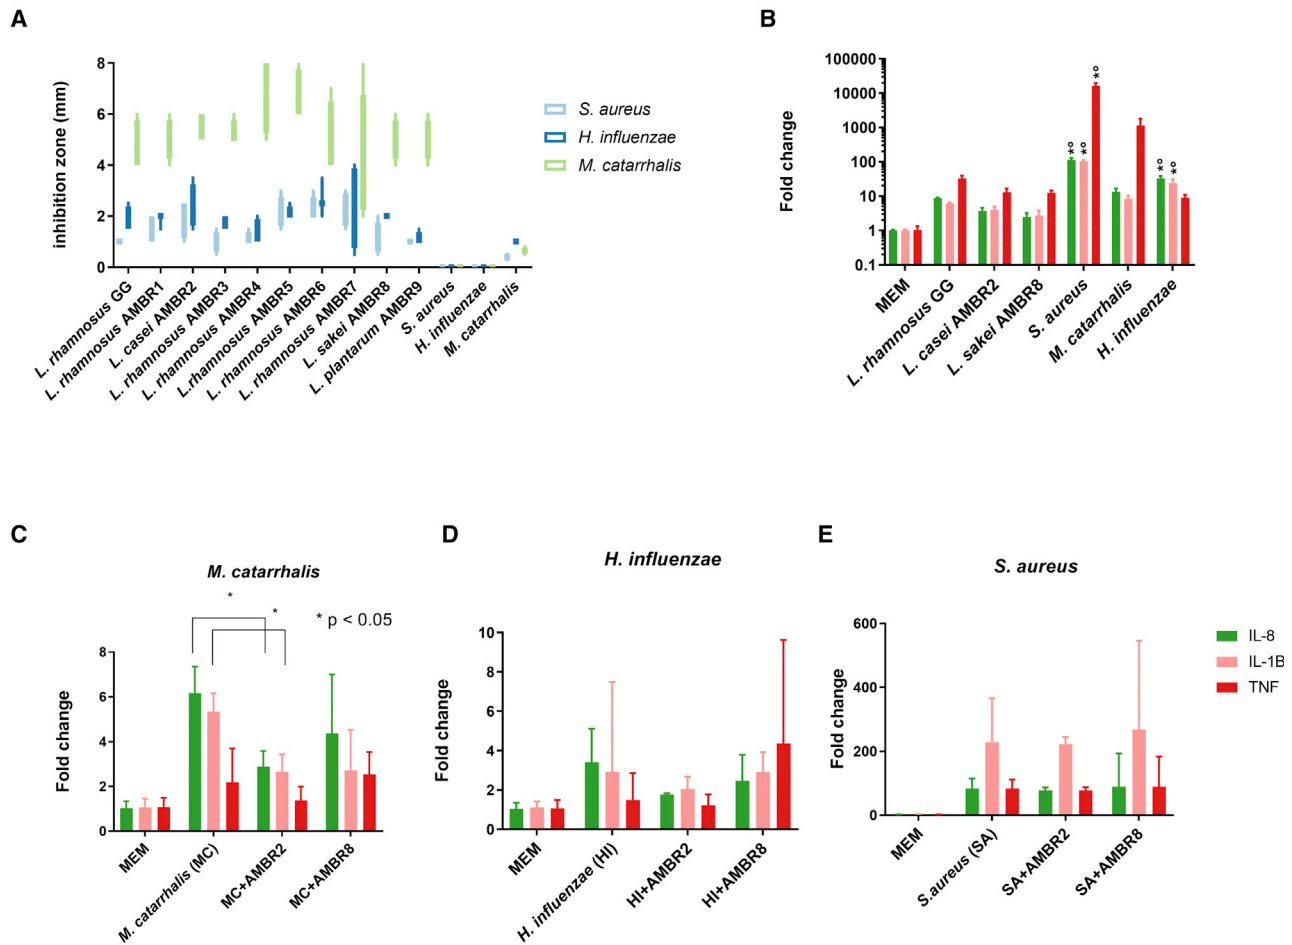 A
inhibition zone (mm)
8
6
4
2
0
L. rhamnosus GG
L. rhamnosus AMBR1
L. casei AMBR2
L. rhamnosus AMBR3
L. rhamnosus AMBR4
L.rhamnosus AMBR5
L. rhamnosus AMBR6
L. rhamnosus AMBR7
L. sakei AMBR8
L. plantarum AMBR9
S. aureus
H. influenzae
M. catarrhalis
S. aureus
H. influenzae
M. catarrhalis
B
Fold change
100000
10000
1000
100
10
1
0.1
*°
*°
*°
*°
*°
MEM
L. rhamnosus GG
L. casei AMBR2
L. sakei AMBR8
S. aureus
M. catarrhalis
H. influenzae
C
M. catarrhalis
*
*
* p < 0.05
Fold change
8
6
4
2
0
MEM
M. catarrhalis (MC)
MC+AMBR2
MC+AMBR8
D
H. influenzae
Fold change
10
8
6
4
2
0
MEM
H. influenzae (HI)
HI+AMBR2
HI+AMBR8
E
S. aureus
Fold change
600
400
200
0
MEM
S.aureus (SA)
SA+AMBR2
SA+AMBR8
IL-8
IL-1B
TNF